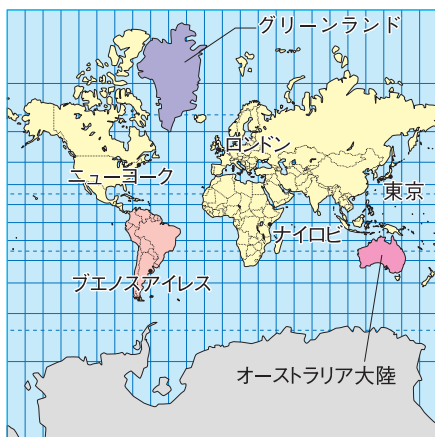 グリーンランド
ロンドン
ニューヨーク
東京
ナイロビ
ブエノスアイレス
オーストラリア大陸